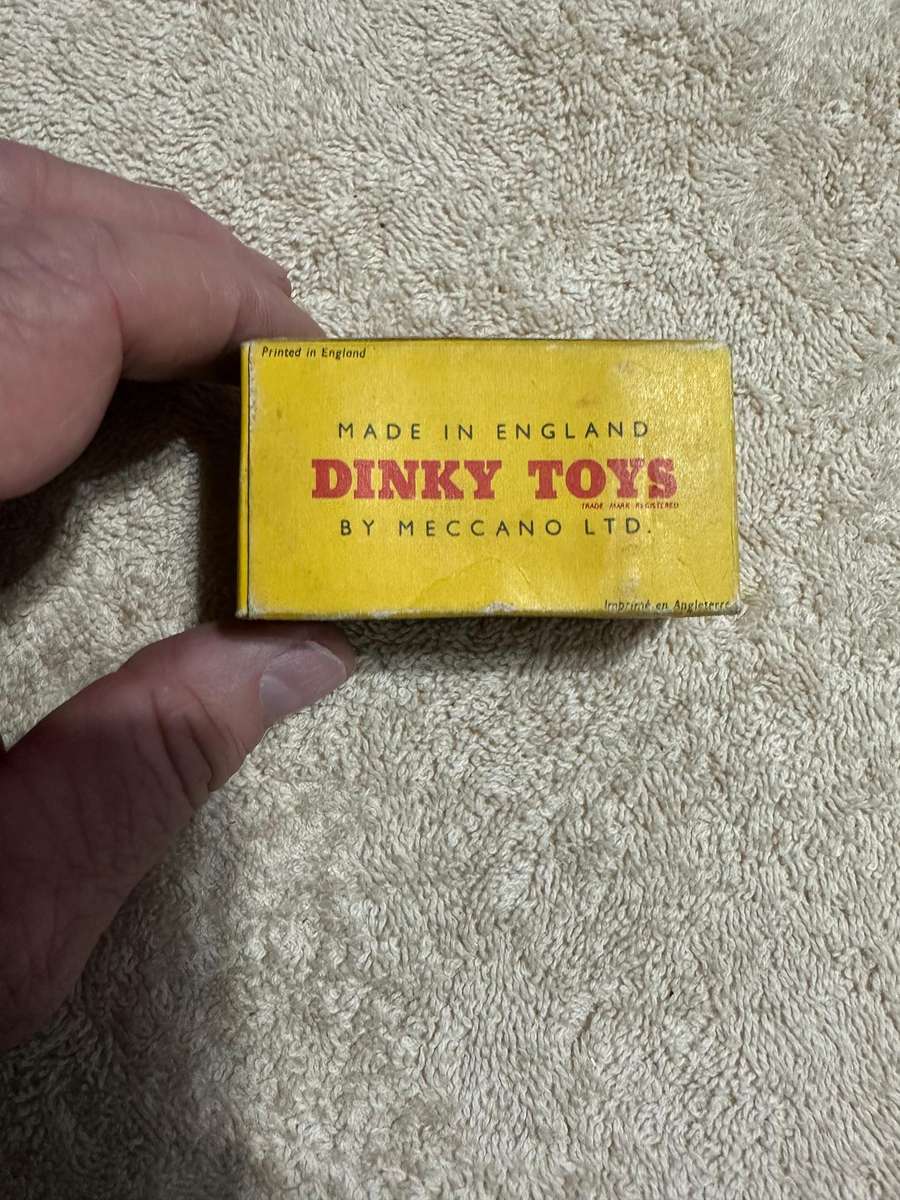 Printed in England
MADE IN ENGLAND
DINKY TOYS
TRADE MARK REGISTERED
BY MECCANO LTD.
Imprimé en Angleterre